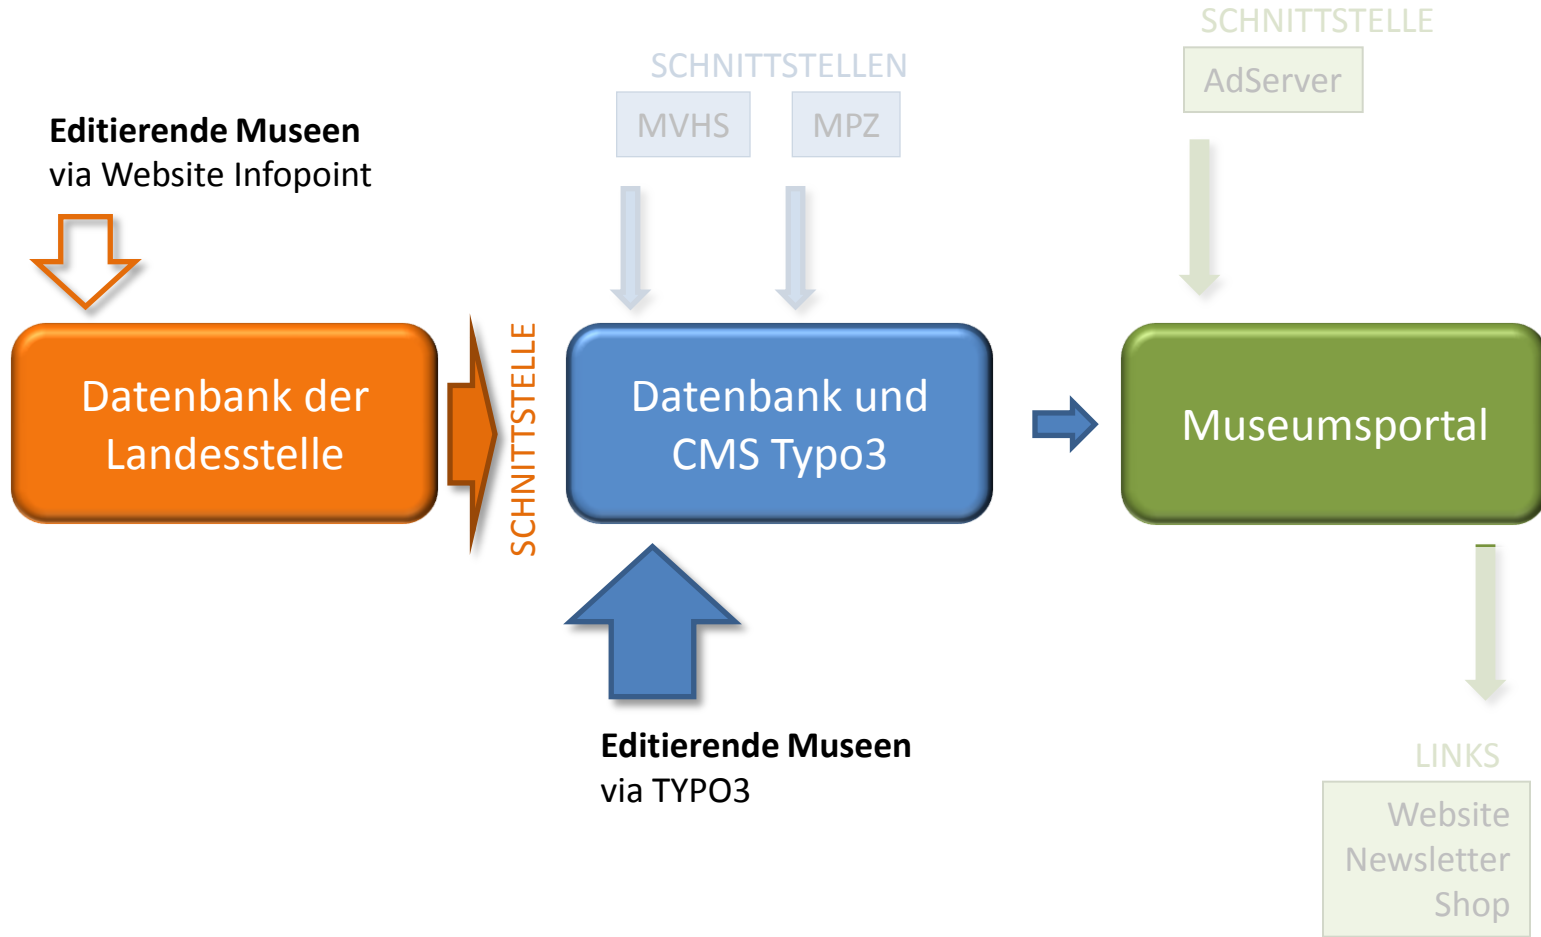 SCHNITTSTELLE
AdServer
SCHNITTSTELLEN
MVHS
MPZ
Editierende Museen
via Website Infopoint
Datenbank der
Landesstelle
SCHNITTSTELLE
Datenbank und
CMS Typo3
Museumsportal
Editierende Museen
via TYPO3
LINKS
Website
Newsletter
Shop